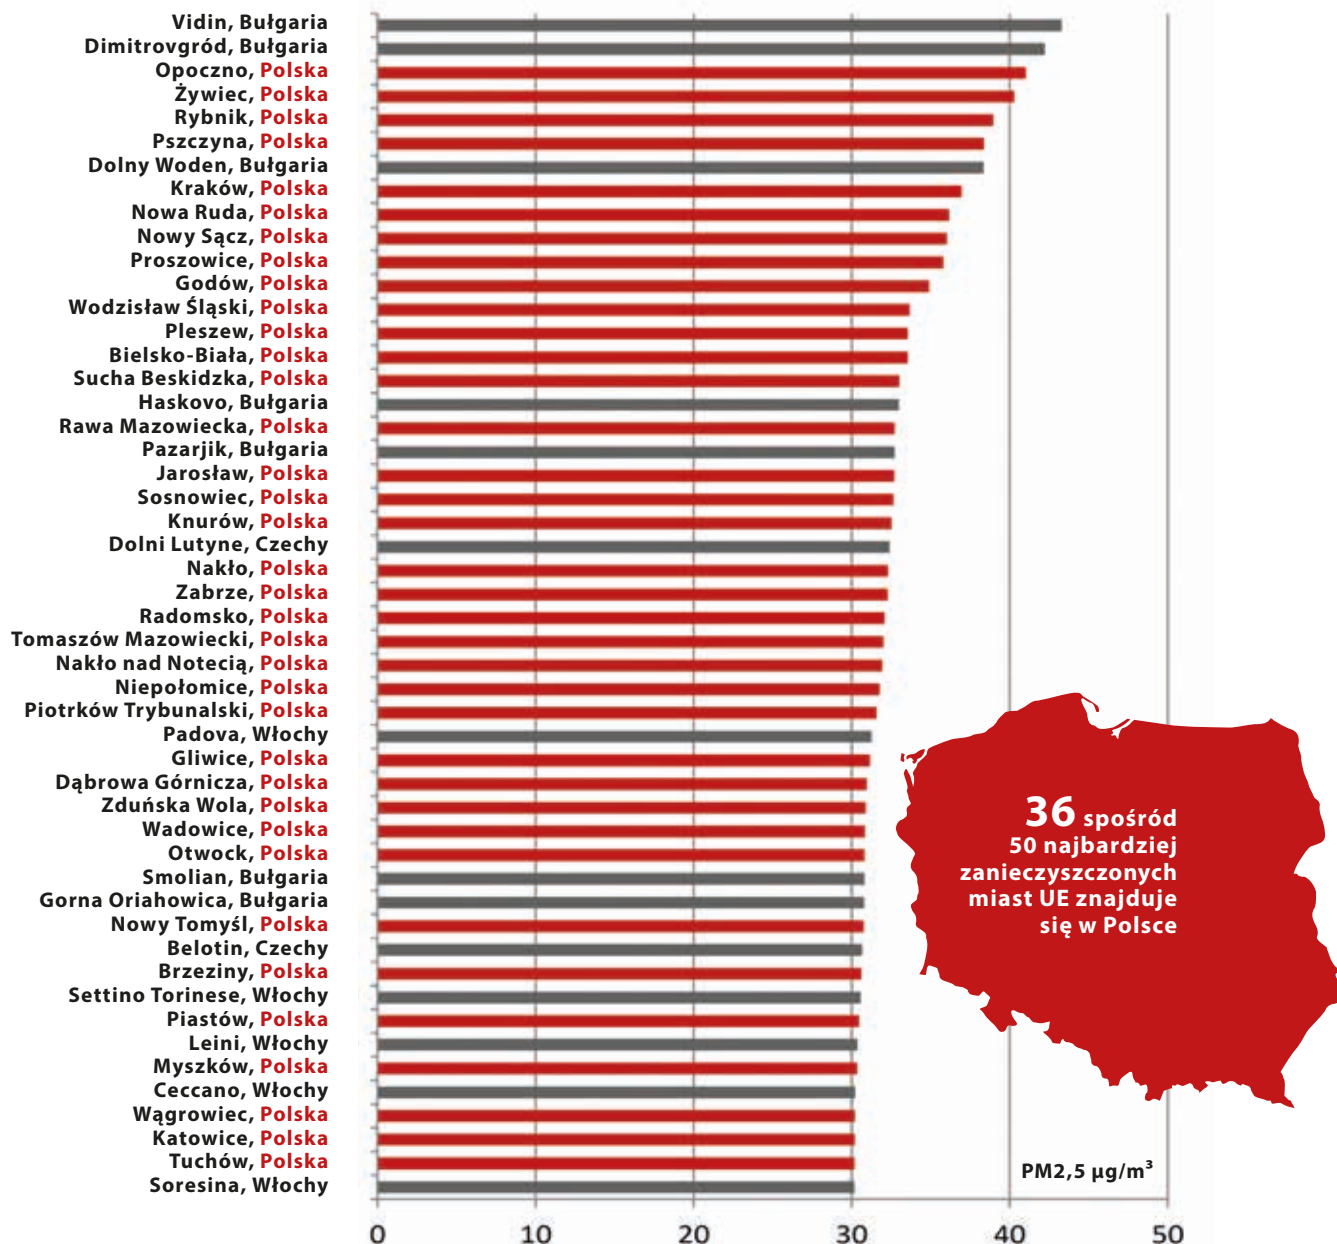 Vidin, Bułgaria
Dimitrovgród, Bułgaria
Opoczno, Polska
Żywiec, Polska
Rybnik, Polska
Pszczyna, Polska
Dolny Woden, Bułgaria
Kraków, Polska
Nowa Ruda, Polska
Nowy Sącz, Polska
Proszowice, Polska
Godów, Polska
Wodzisław Śląski, Polska
Pleszew, Polska
Bielsko-Biała, Polska
Sucha Beskidzka, Polska
Haskovo, Bułgaria
Rawa Mazowiecka, Polska
Pazarjik, Bułgaria
Jarosław, Polska
Sosnowiec, Polska
Knurów, Polska
Dolni Lutyne, Czechy
Nakło, Polska
Zabrze, Polska
Radomsko, Polska
Tomaszów Mazowiecki, Polska
Nakło nad Notecią, Polska
Niepołomice, Polska
Piotrków Trybunalski, Polska
Padova, Włochy
Gliwice, Polska
Dąbrowa Górnicza, Polska
Zduńska Wola, Polska
Wadowice, Polska
Otwock, Polska
Smolian, Bułgaria
Gorna Oriahowica, Bułgaria
Nowy Tomyśl, Polska
Belotin, Czechy
Brzeziny, Polska
Settino Torinese, Włochy
Piastów, Polska
Leini, Włochy
Myszków, Polska
Ceccano, Włochy
Wągrowiec, Polska
Katowice, Polska
Tuchów, Polska
Soresina, Włochy
36 spośród
50 najbardziej
zanieczyszczonych
miast UE znajduje
się w Polsce
PM2,5 µg/m³
0 10 20 30 40 50